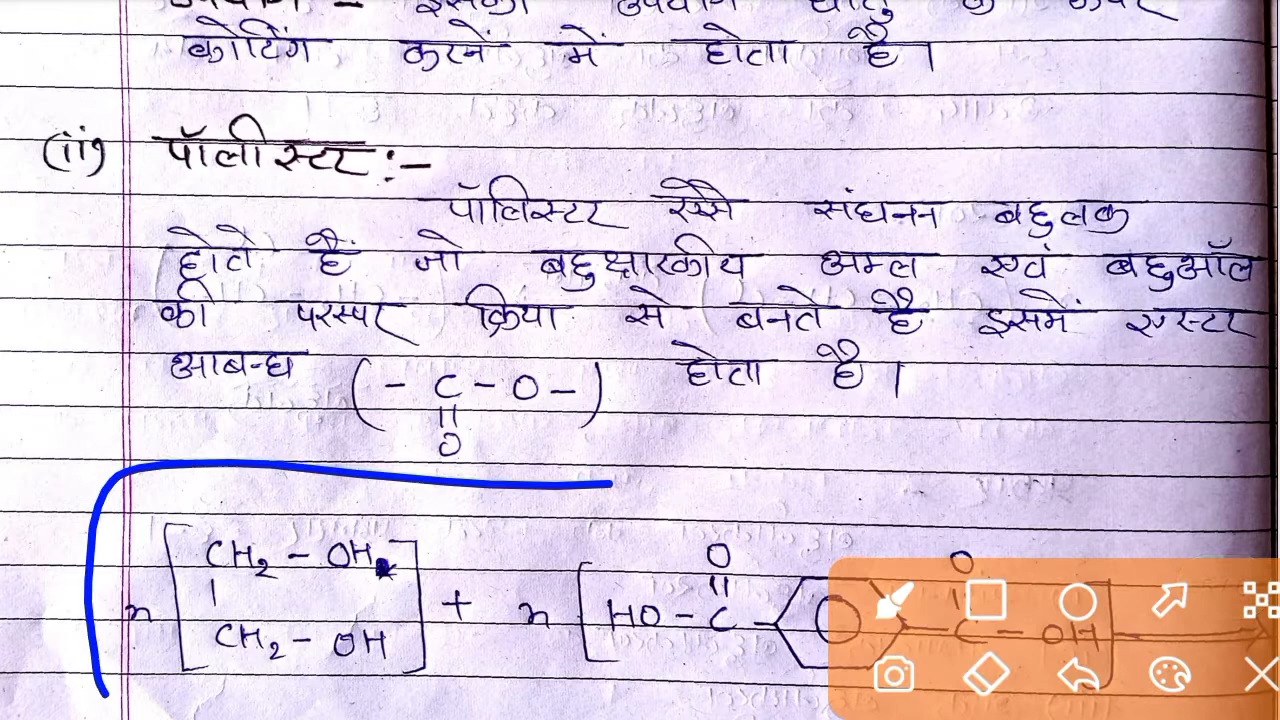 कोटिंग करनें में होता है।
(ii) पॉलीस्टर :-
पॉलिस्टर एेसे संघनन बहुलक
होते हैं जो बहुक्षारकीय अम्ल एवं बहुऑल
की परस्पर क्रिया से बनते है इसमें एस्टर
आबन्ध (- C - O -) होता है।
||
O
O O
CH₂ - OH || ||
n | + n HO - C - - C - OH
CH₂ - OH